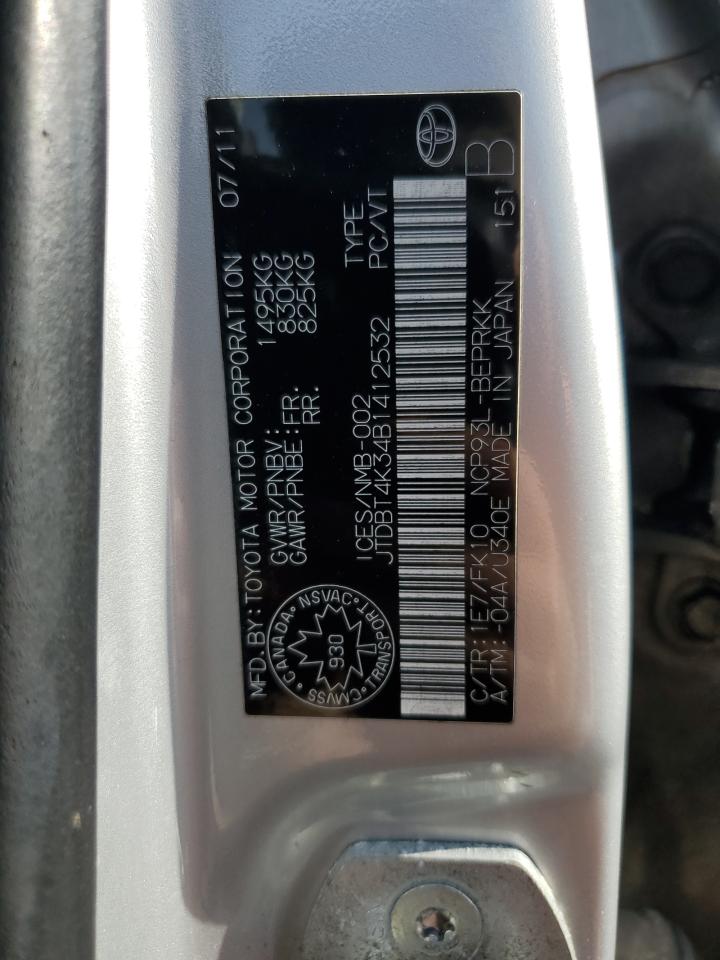 MFD.BY:TOYOTA MOTOR CORPORATION 07/11
GVWR/PNBV: 1495KG
GAWR/PNBE:FR: 830KG
RR. 825KG
CANADA · NSVAC · TRANSPORT · CMVSS
930
ICES/NMB-002 TYPE
JTDBT4K34B1412532 PC/VT
C/TR:1E7/FK10 NCP93L-BEPRKK
A/TM:-04A/U340E MADE IN JAPAN 151 B